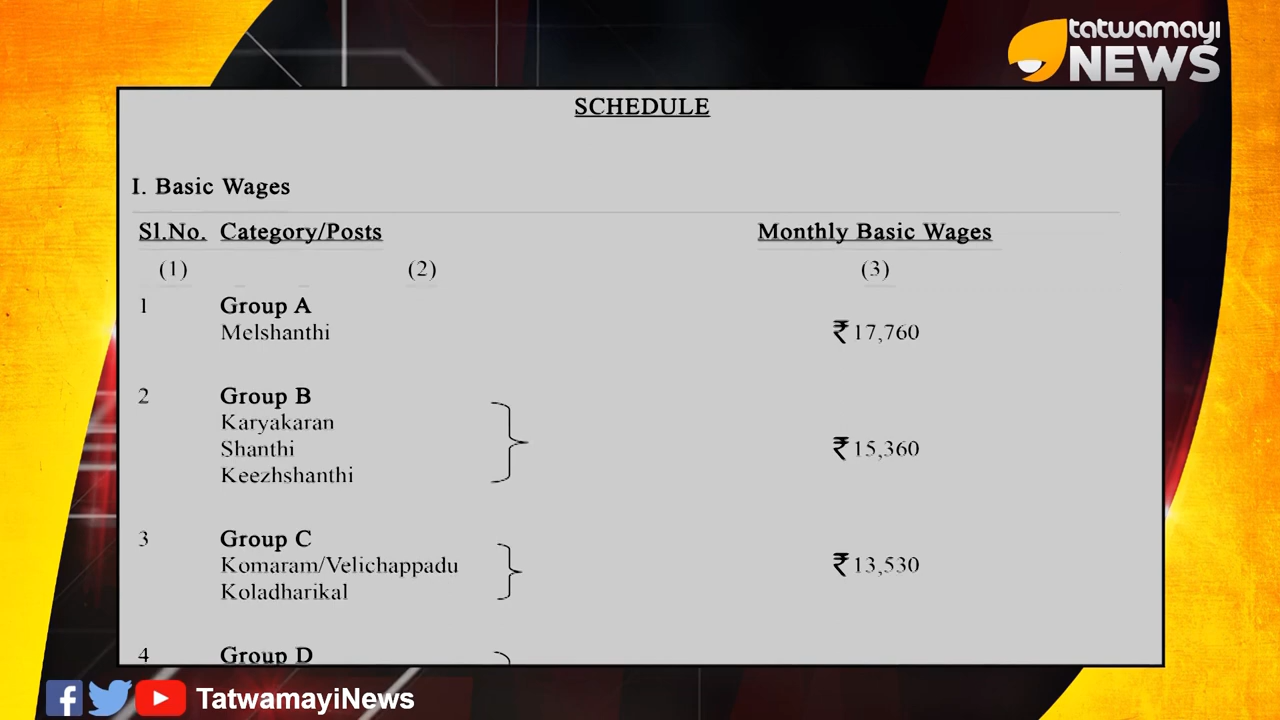 tatwamayi
NEWS
SCHEDULE
I. Basic Wages
Sl.No. Category/Posts Monthly Basic Wages
(1) (2) (3)
1 Group A
Melshanthi ₹ 17,760
2 Group B
Karyakaran
Shanthi ₹ 15,360
Keezhshanthi
3 Group C
Komaram/Velichappadu ₹ 13,530
Koladharikal
4 Group D
TatwamayiNews